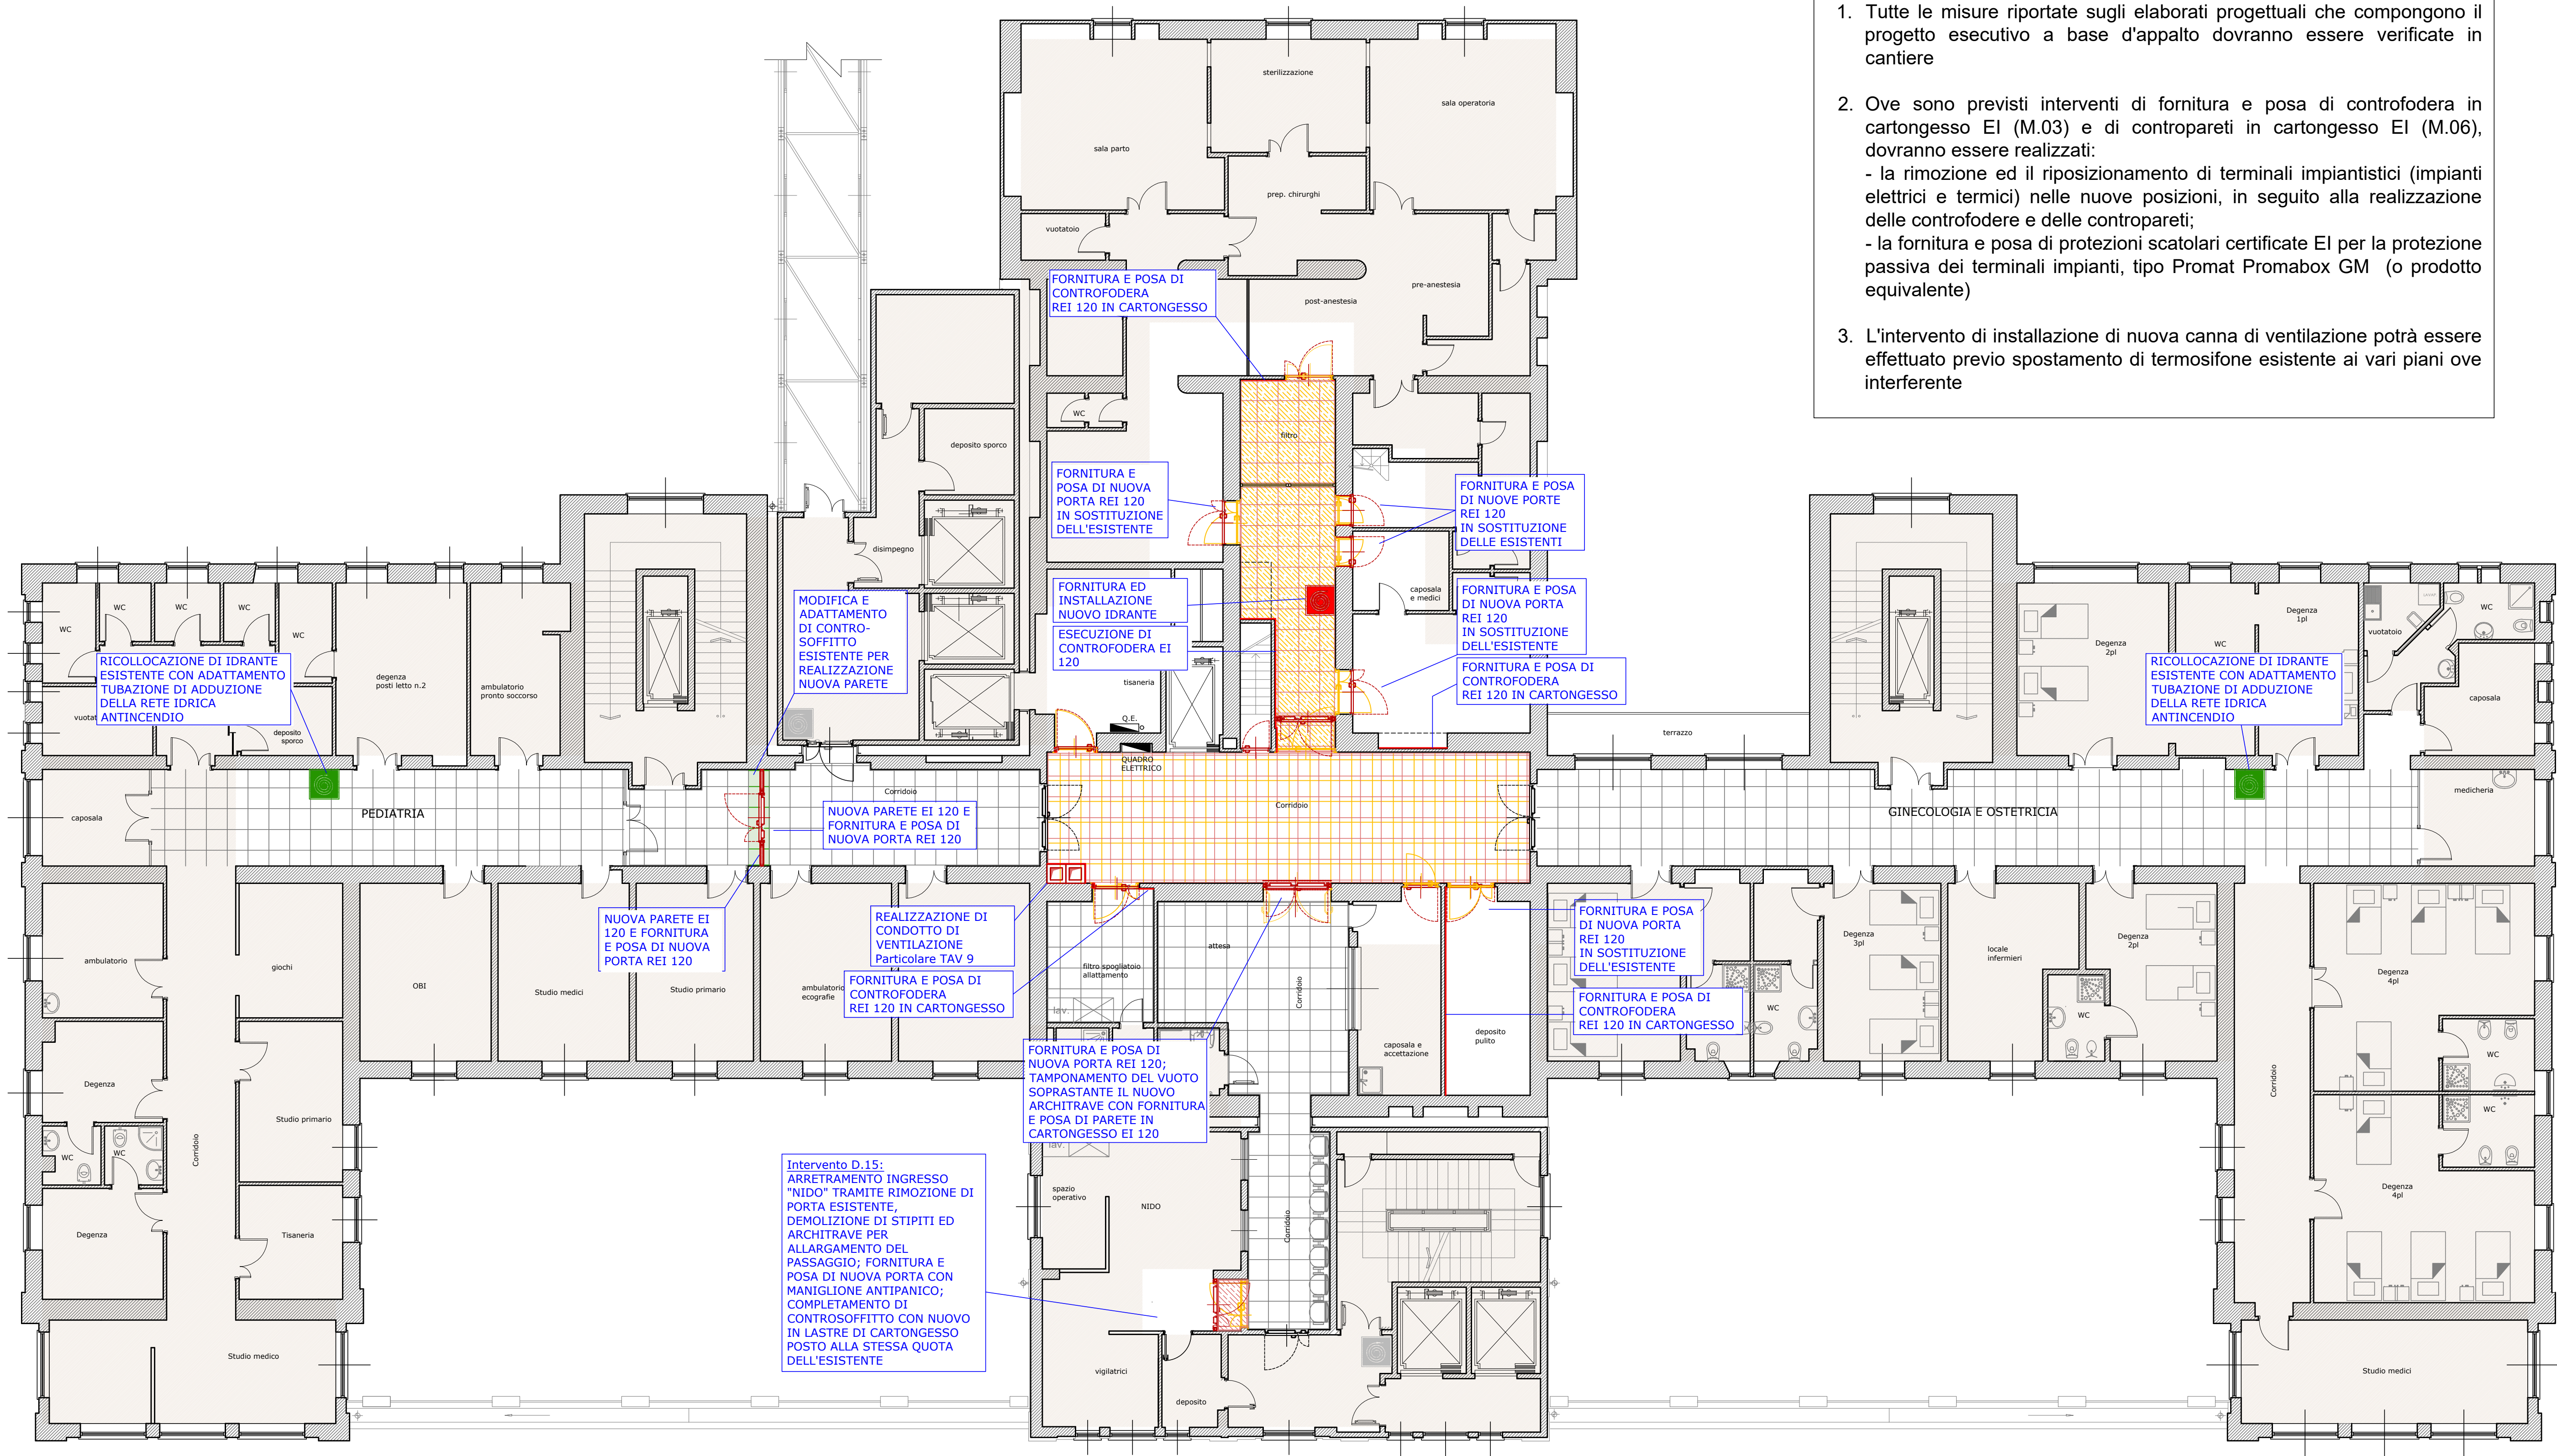 1. Tutte le misure riportate sugli elaborati progettuali che compongono il
progetto esecutivo a base d'appalto dovranno essere verificate in
cantiere
2. Ove sono previsti interventi di fornitura e posa di controfodera in
cartongesso EI (M.03) e di contropareti in cartongesso EI (M.06),
dovranno essere realizzati:
- la rimozione ed il riposizionamento di terminali impiantistici (impianti
elettrici e termici) nelle nuove posizioni, in seguito alla realizzazione
delle controfodere e delle contropareti;
- la fornitura e posa di protezioni scatolari certificate EI per la protezione
passiva dei terminali impianti, tipo Promat Promabox GM (o prodotto
equivalente)
3. L'intervento di installazione di nuova canna di ventilazione potrà essere
effettuato previo spostamento di termosifone esistente ai vari piani ove
interferente
sterilizzazione
sala operatoria
sala parto
prep. chirurghi
vuotatoio
pre-anestesia
post-anestesia
FORNITURA E POSA DI
CONTROFODERA
REI 120 IN CARTONGESSO
WC
filtro
deposito sporco
disimpegno
FORNITURA E
POSA DI NUOVA
PORTA REI 120
IN SOSTITUZIONE
DELL'ESISTENTE
FORNITURA E POSA
DI NUOVE PORTE
REI 120
IN SOSTITUZIONE
DELLE ESISTENTI
FORNITURA ED
INSTALLAZIONE
NUOVO IDRANTE
ESECUZIONE DI
CONTROFODERA EI
120
tisaneria
caposala
e medici
FORNITURA E POSA
DI NUOVA PORTA
REI 120
IN SOSTITUZIONE
DELL'ESISTENTE
FORNITURA E POSA DI
CONTROFODERA
REI 120 IN CARTONGESSO
MODIFICA E
ADATTAMENTO
DI CONTRO-
SOFFITTO
ESISTENTE PER
REALIZZAZIONE
NUOVA PARETE
WC
WC
WC
WC
WC
RICOLLOCAZIONE DI IDRANTE
ESISTENTE CON ADATTAMENTO
TUBAZIONE DI ADDUZIONE
DELLA RETE IDRICA
ANTINCENDIO
vuotat
deposito
sporco
degenza
posti letto n.2
ambulatorio
pronto soccorso
Q.E.
QUADRO
ELETTRICO
terrazzo
Degenza
2pl
WC
Degenza
1pl
vuotatoio
WC
caposala
RICOLLOCAZIONE DI IDRANTE
ESISTENTE CON ADATTAMENTO
TUBAZIONE DI ADDUZIONE
DELLA RETE IDRICA
ANTINCENDIO
caposala
PEDIATRIA
Corridoio
NUOVA PARETE EI 120 E
FORNITURA E POSA DI
NUOVA PORTA REI 120
Corridoio
GINECOLOGIA E OSTETRICIA
medicheria
ambulatorio
giochi
OBI
Studio medici
Studio primario
ambulatorio
ecografie
NUOVA PARETE EI
120 E FORNITURA
E POSA DI NUOVA
PORTA REI 120
REALIZZAZIONE DI
CONDOTTO DI
VENTILAZIONE
Particolare TAV 9
FORNITURA E POSA DI
CONTROFODERA
REI 120 IN CARTONGESSO
filtro spogliatoio
allattamento
lav.
attesa
Corridoio
caposala e
accettazione
deposito
pulito
FORNITURA E POSA
DI NUOVA PORTA
REI 120
IN SOSTITUZIONE
DELL'ESISTENTE
FORNITURA E POSA DI
CONTROFODERA
REI 120 IN CARTONGESSO
WC
Degenza
3pl
locale
infermieri
Degenza
2pl
WC
Degenza
4pl
WC
WC
Degenza
4pl
Corridoio
Studio medici
FORNITURA E POSA DI
NUOVA PORTA REI 120;
TAMPONAMENTO DEL VUOTO
SOPRASTANTE IL NUOVO
ARCHITRAVE CON FORNITURA
E POSA DI PARETE IN
CARTONGESSO EI 120
lav.
spazio
operativo
NIDO
Corridoio
vigilatrici
deposito
Intervento D.15:
ARRETRAMENTO INGRESSO
"NIDO" TRAMITE RIMOZIONE DI
PORTA ESISTENTE,
DEMOLIZIONE DI STIPITI ED
ARCHITRAVE PER
ALLARGAMENTO DEL
PASSAGGIO; FORNITURA E
POSA DI NUOVA PORTA CON
MANIGLIONE ANTIPANICO;
COMPLETAMENTO DI
CONTROSOFFITTO CON NUOVO
IN LASTRE DI CARTONGESSO
POSTO ALLA STESSA QUOTA
DELL'ESISTENTE
Degenza
WC
WC
Degenza
Corridoio
Studio primario
Tisaneria
Studio medico